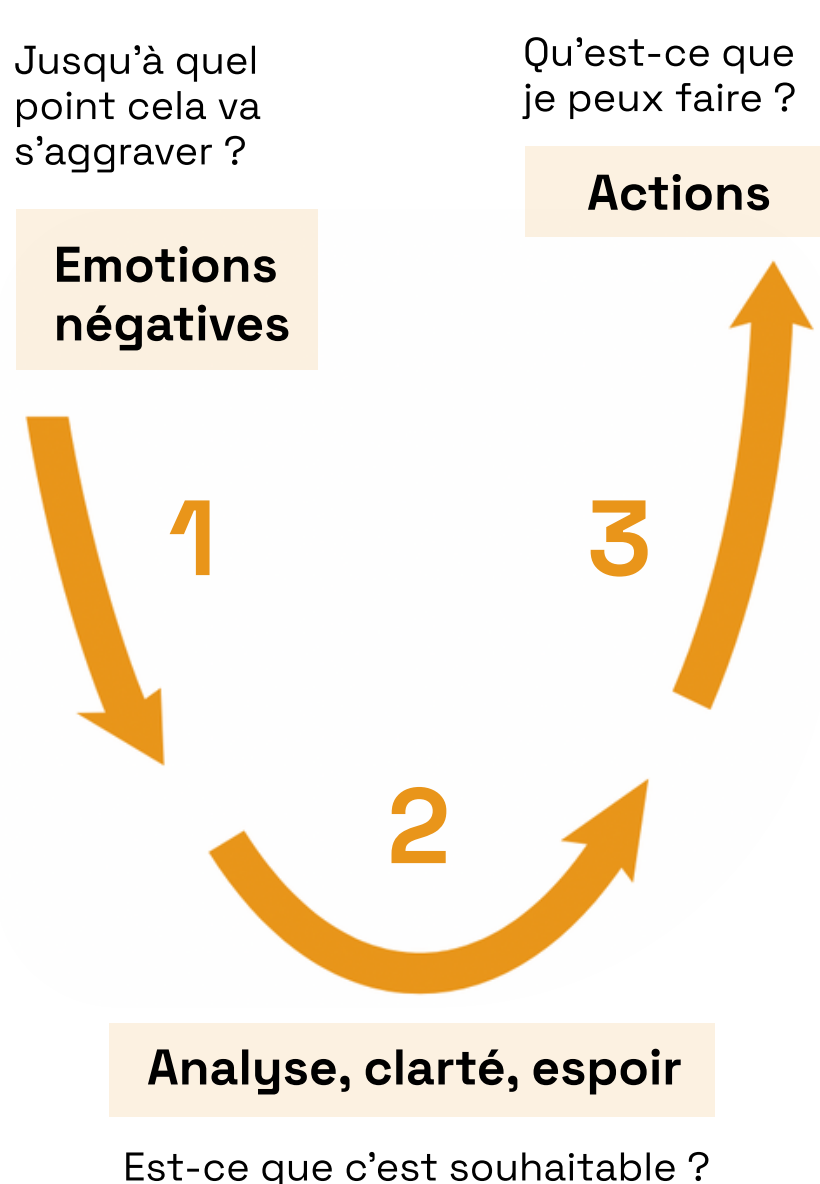 Jusqu’à quel
point cela va
s’aggraver ?
Emotions
négatives
Qu’est-ce que
je peux faire ?
Actions
1
3
2
Analyse, clarté, espoir
Est-ce que c’est souhaitable ?